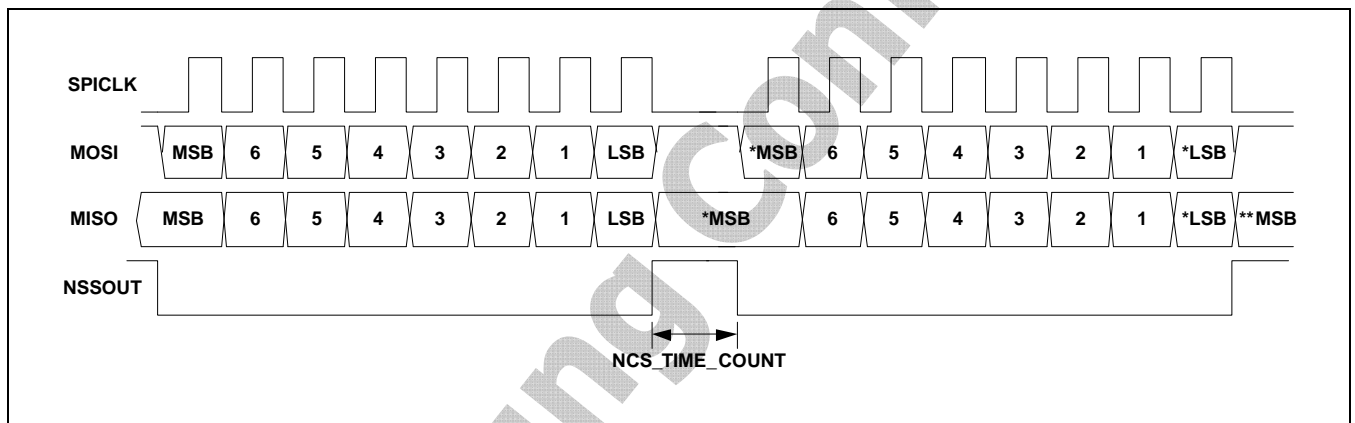 SPICLK
MOSI MSB 6 5 4 3 2 1 LSB *MSB 6 5 4 3 2 1 *LSB
MISO MSB 6 5 4 3 2 1 LSB *MSB 6 5 4 3 2 1 *LSB **MSB
NSSOUT
NCS_TIME_COUNT